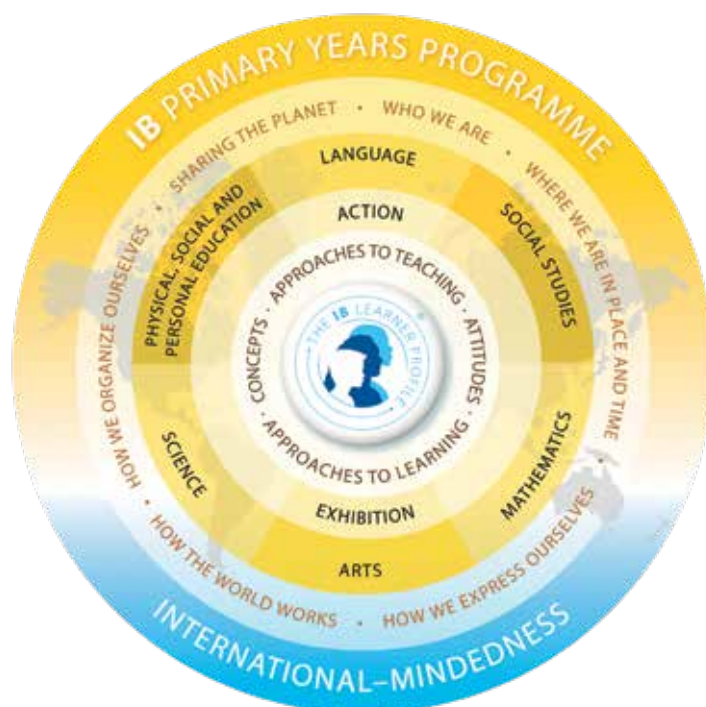 IB PRIMARY YEARS PROGRAMME
SHARING THE PLANET • WHO WE ARE • WHERE WE ARE IN PLACE AND TIME • HOW WE EXPRESS OURSELVES • HOW THE WORLD WORKS • HOW WE ORGANIZE OURSELVES •
LANGUAGE
SOCIAL STUDIES
MATHEMATICS
ARTS
SCIENCE
PHYSICAL, SOCIAL AND
PERSONAL EDUCATION
ACTION
EXHIBITION
APPROACHES TO TEACHING · ATTITUDES · APPROACHES TO LEARNING · CONCEPTS ·
THE IB LEARNER PROFILE
®
INTERNATIONAL–MINDEDNESS